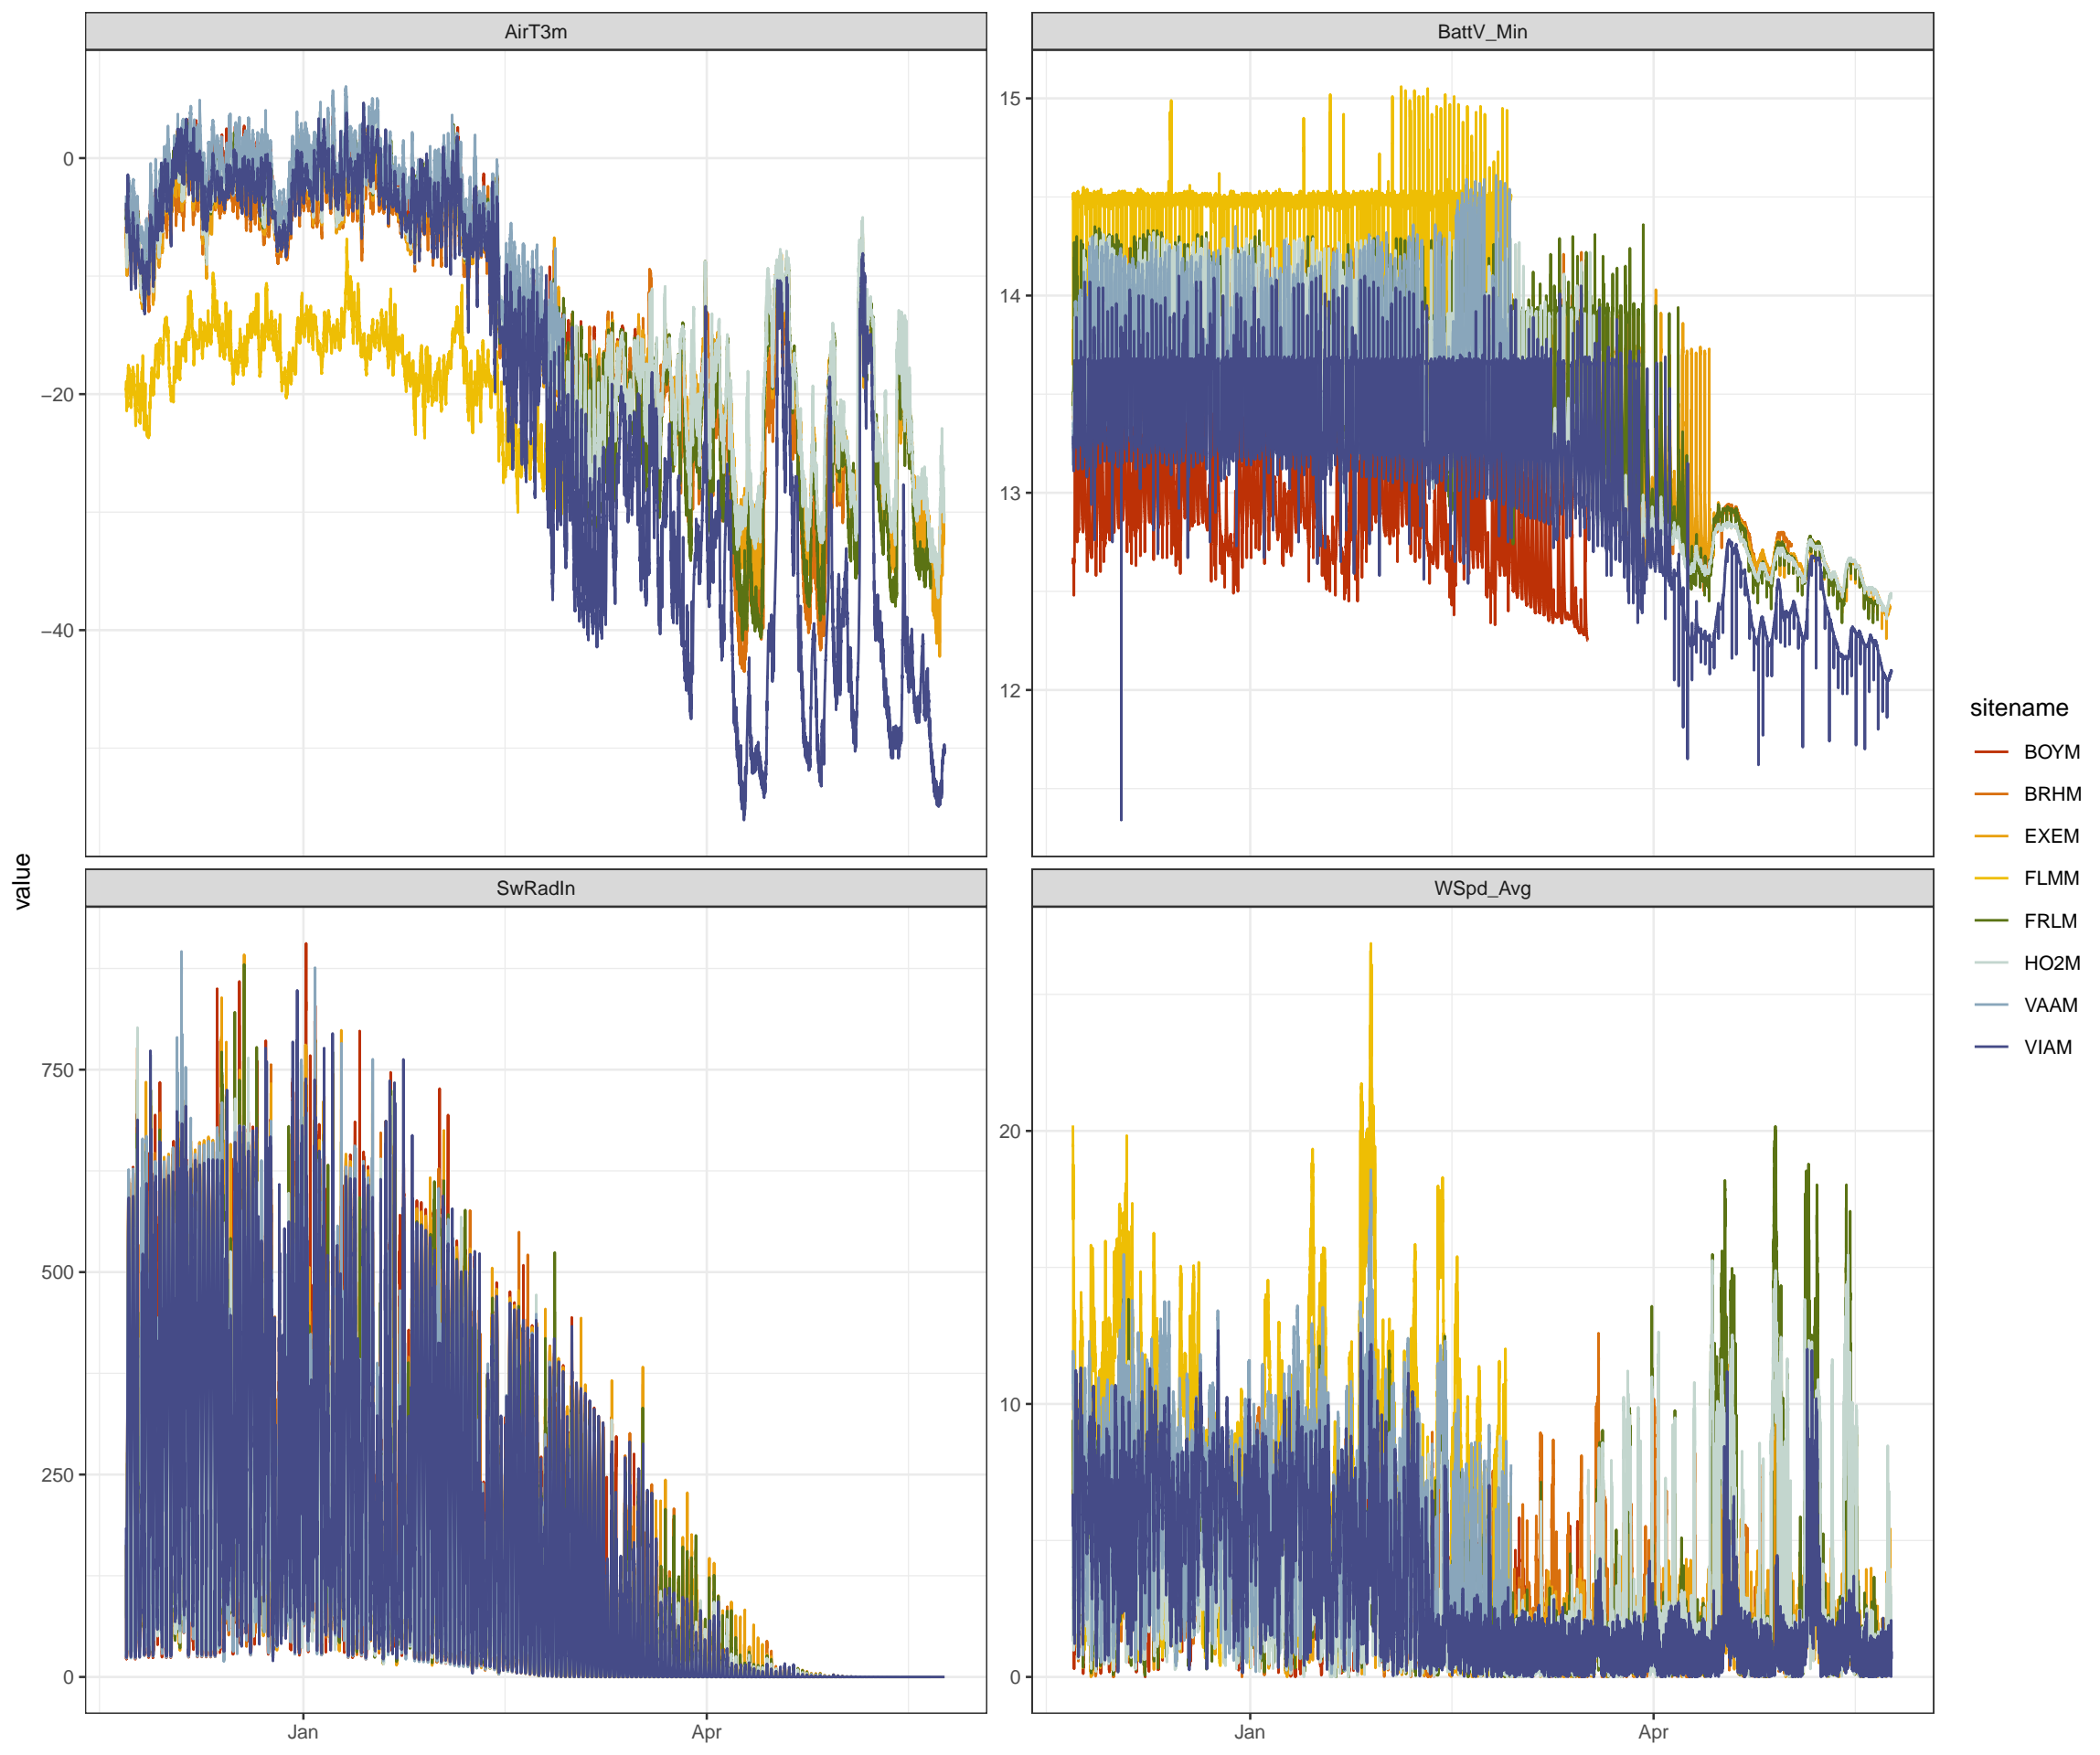 AirT3m
BattV_Min
0
−20
−40
15
14
13
12
value
SwRadIn
WSpd_Avg
750
500
250
0
20
10
0
Jan
Apr
Jan
Apr
sitename
BOYM
BRHM
EXEM
FLMM
FRLM
HO2M
VAAM
VIAM